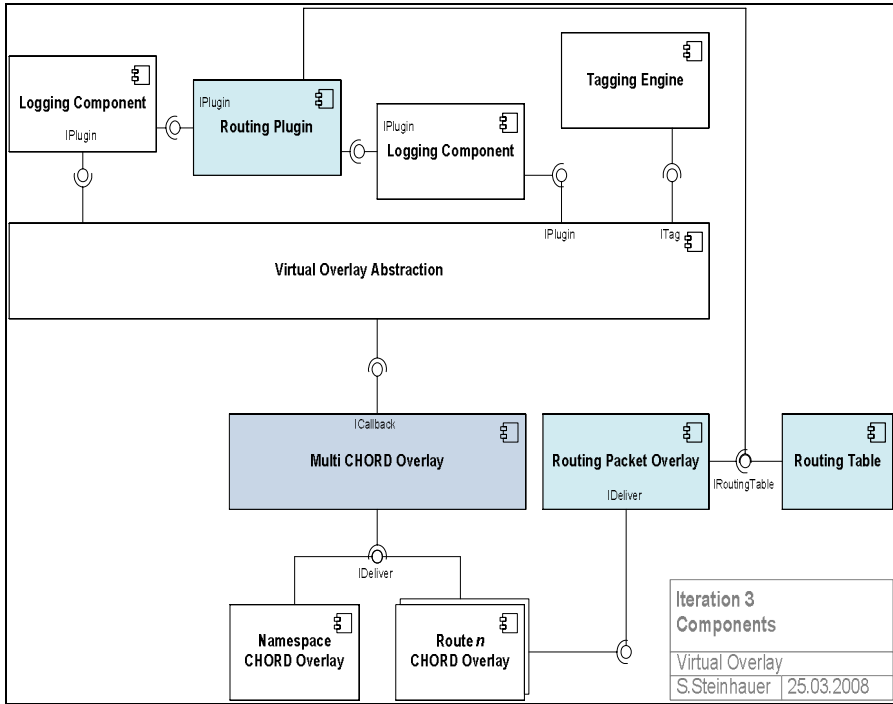 Logging Component
IPlugin
IPlugin
Routing Plugin
IPlugin
Logging Component
Tagging Engine
IPlugin
ITag
Virtual Overlay Abstraction
ICallback
Multi CHORD Overlay
Routing Packet Overlay
IDeliver
IRoutingTable
Routing Table
IDeliver
Namespace
CHORD Overlay
Route n
CHORD Overlay
Iteration 3
Components
Virtual Overlay
S.Steinhauer 25.03.2008